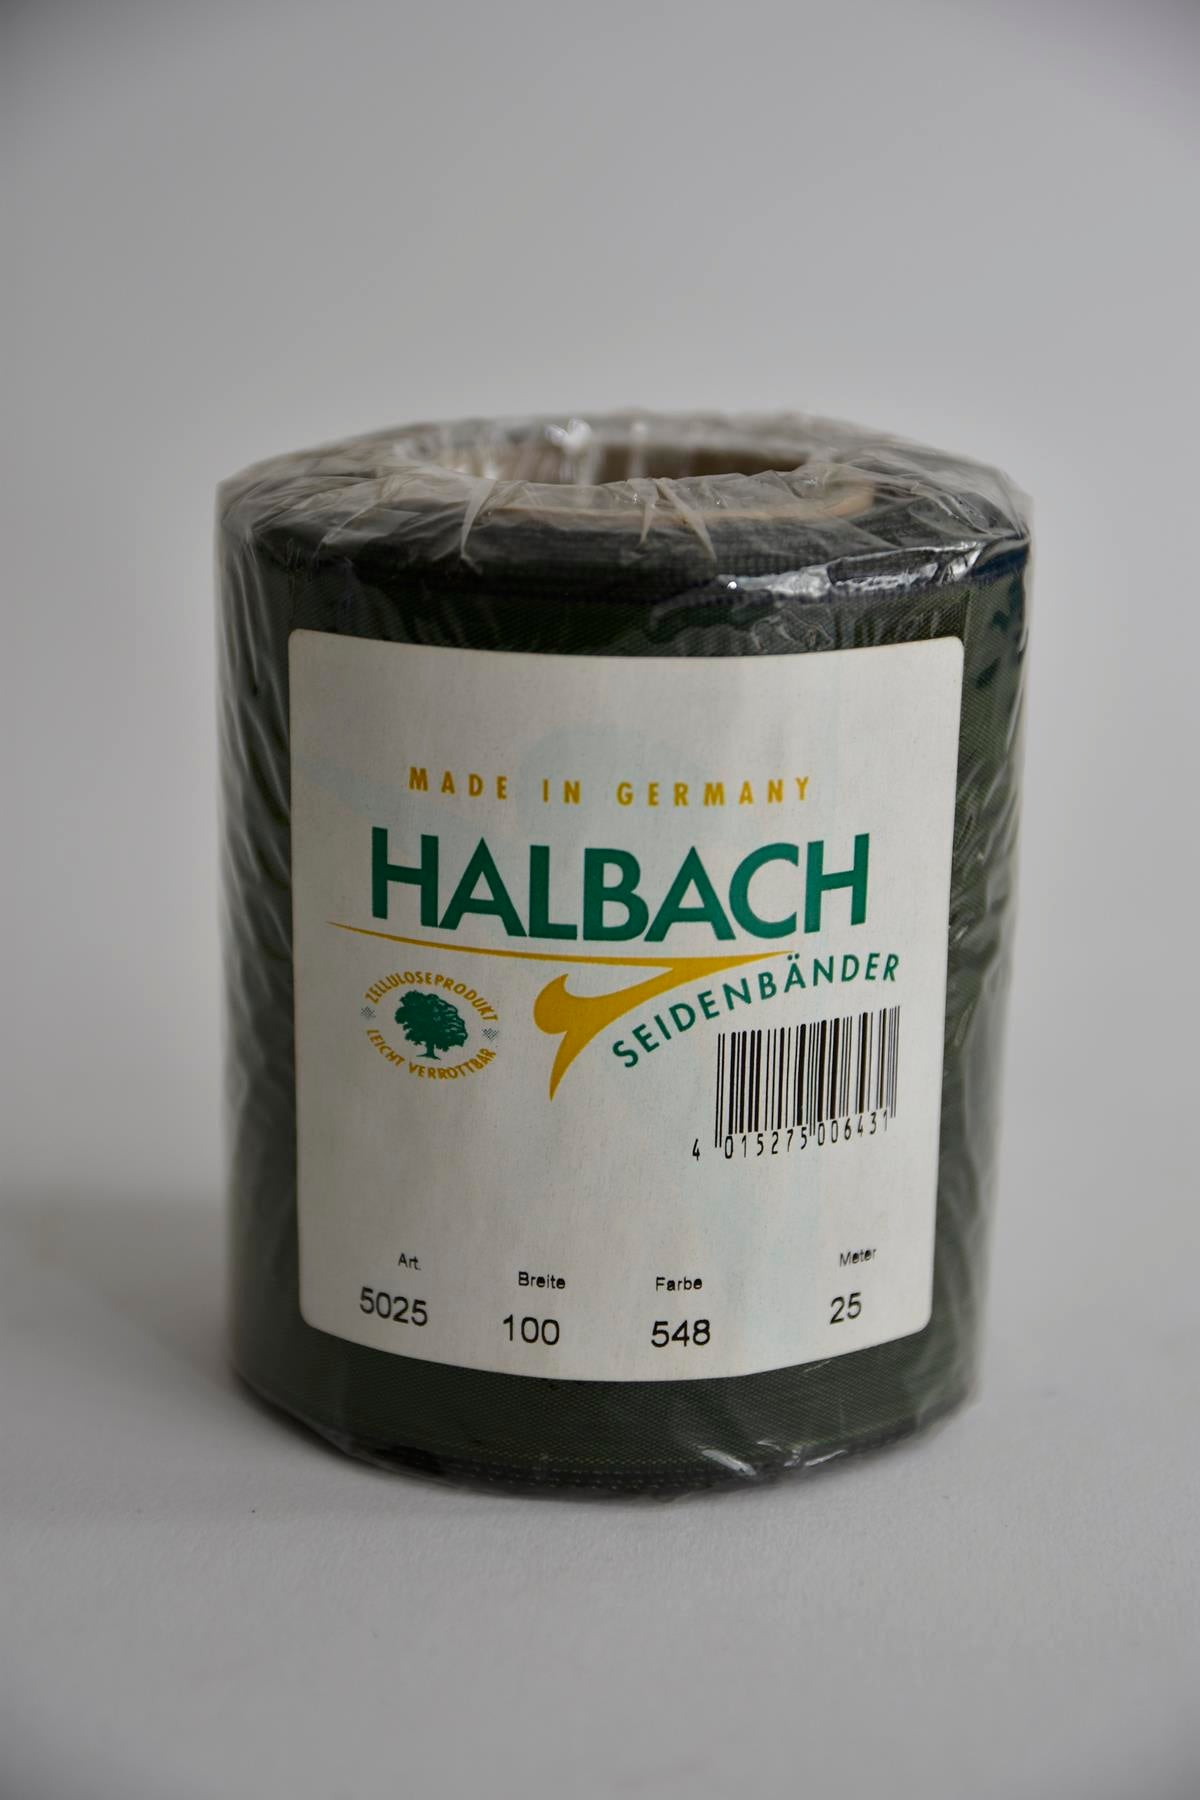 MADE IN GERMANY
HALBACH
SEIDENBÄNDER
ZELLULOSEPRODUKT
LEICHT VERROTTBAR
4 015275 006431
Art. Breite Farbe Meter
5025 100 548 25